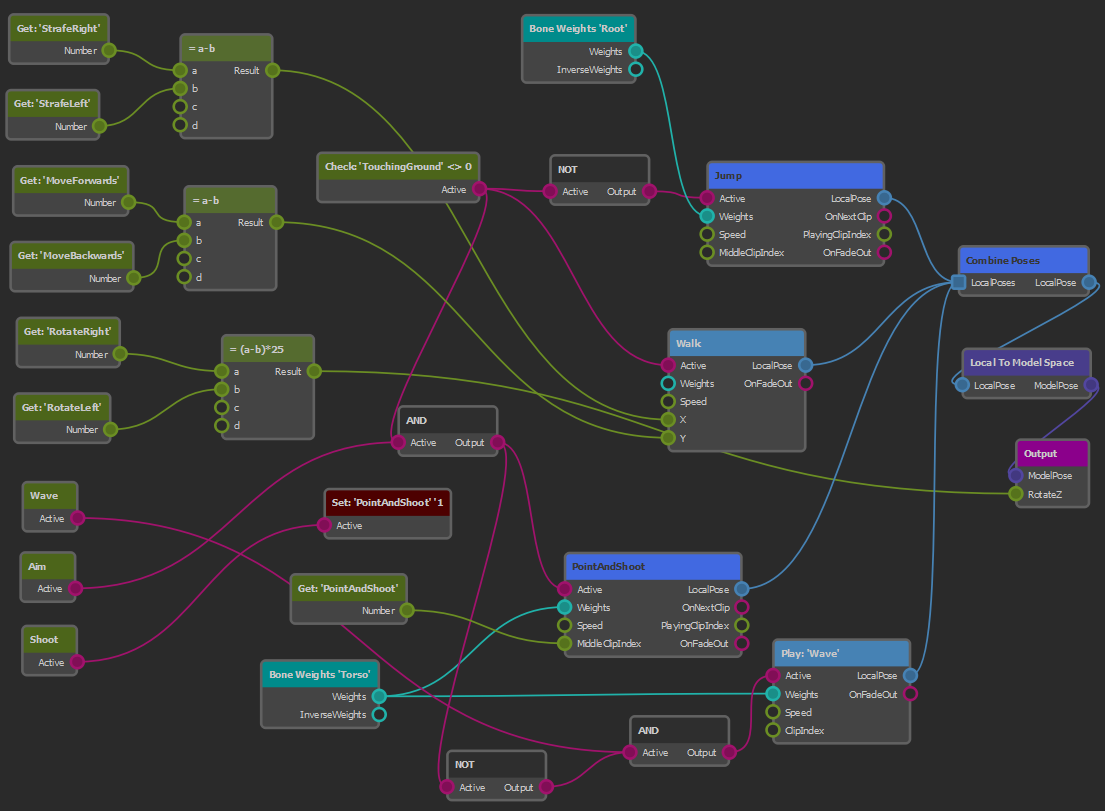 Get: 'StrafeRight'
Number
Get: 'StrafeLeft'
Number
= a-b
a Result
b
c
d
Bone Weights 'Root'
Weights
InverseWeights
Get: 'MoveForwards'
Number
Get: 'MoveBackwards'
Number
= a-b
a Result
b
c
d
Check: 'TouchingGround' <> 0
Active
NOT
Active Output
Jump
Active LocalPose
Weights OnNextClip
Speed PlayingClipIndex
MiddleClipIndex OnFadeOut
Combine Poses
LocalPoses LocalPose
Get: 'RotateRight'
Number
Get: 'RotateLeft'
Number
= (a-b)*25
a Result
b
c
d
Walk
Active LocalPose
Weights OnFadeOut
Speed
X
Y
Local To Model Space
LocalPose ModelPose
Output
ModelPose
RotateZ
AND
Active Output
Wave
Active
Set: 'PointAndShoot' '1
Active
Aim
Active
Get: 'PointAndShoot'
Number
PointAndShoot
Active LocalPose
Weights OnNextClip
Speed PlayingClipIndex
MiddleClipIndex OnFadeOut
Shoot
Active
Bone Weights 'Torso'
Weights
InverseWeights
Play: 'Wave'
Active LocalPose
Weights OnFadeOut
Speed
ClipIndex
AND
Active Output
NOT
Active Output